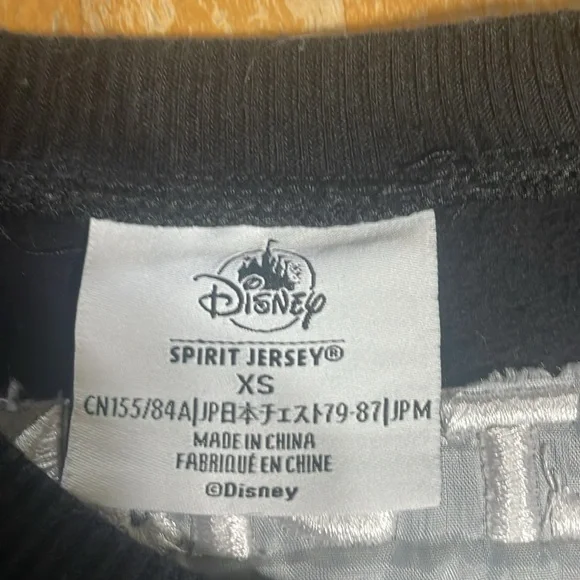 Disney
SPIRIT JERSEY®
XS
CN155/84A|JP日本チェスト79-87|JPM
MADE IN CHINA
FABRIQUÉ EN CHINE
©Disney